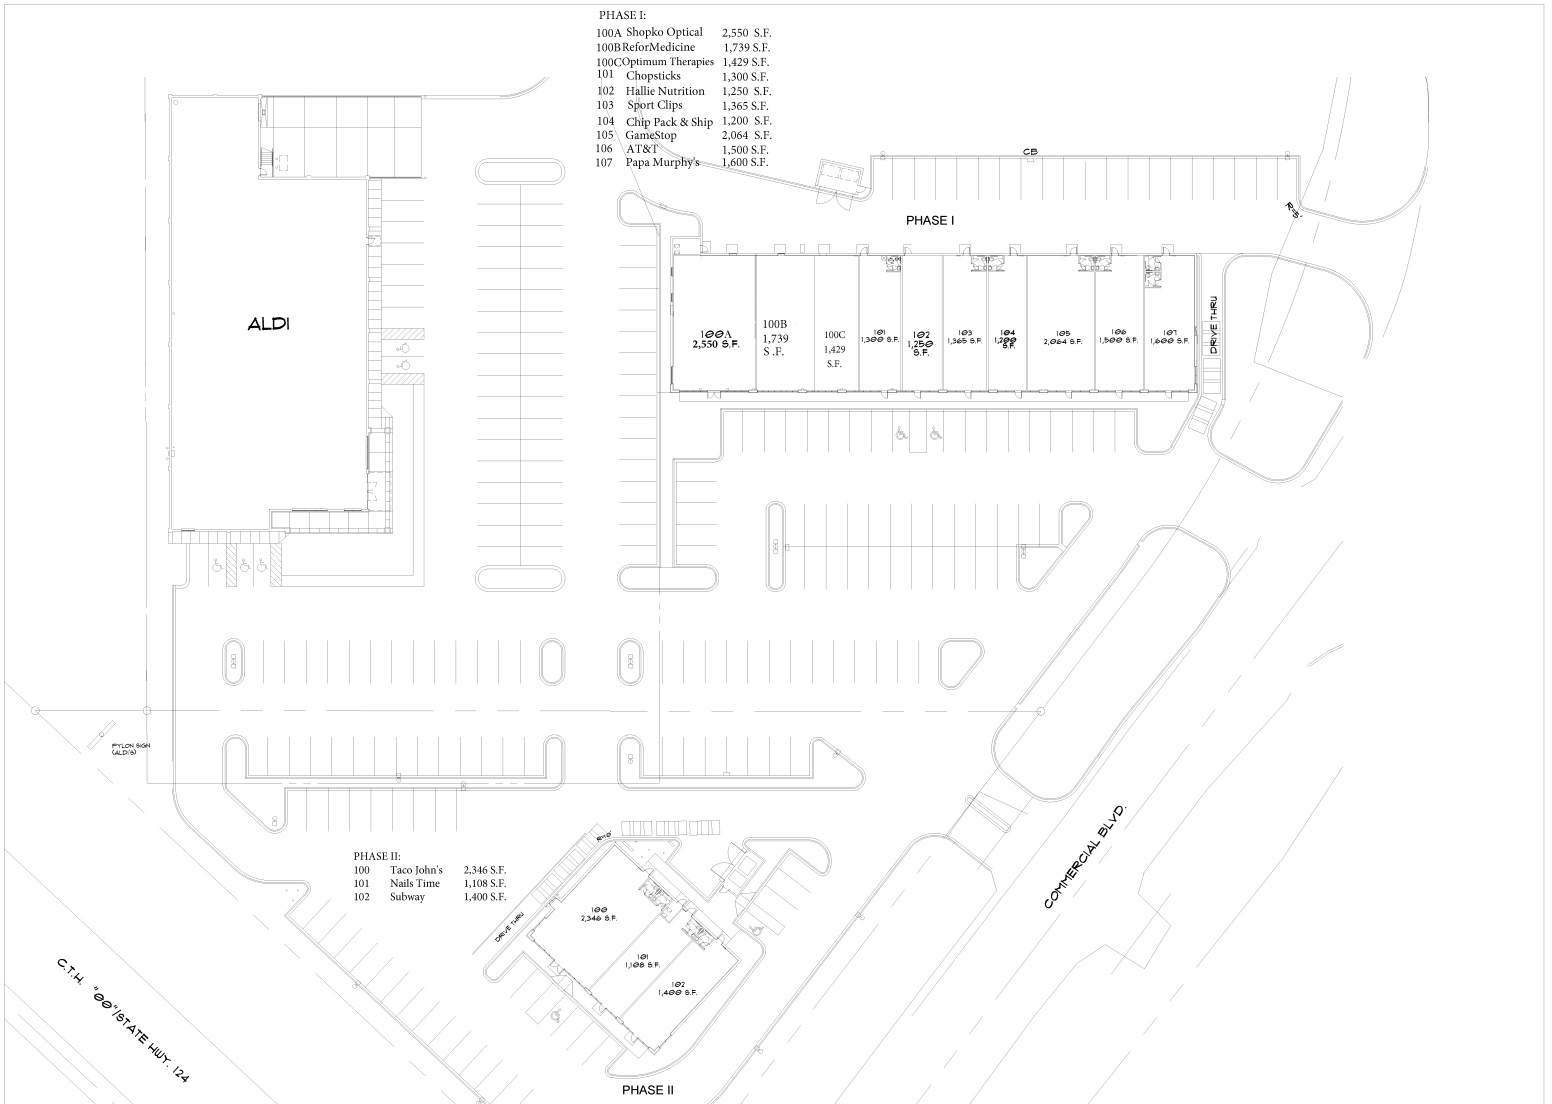 PHASE I:
100A Shopko Optical 2,550 S.F.
100B ReforMedicine 1,739 S.F.
100C Optimum Therapies 1,429 S.F.
101 Chopsticks 1,300 S.F.
102 Hallie Nutrition 1,250 S.F.
103 Sport Clips 1,365 S.F.
104 Chip Pack & Ship 1,200 S.F.
105 GameStop 2,064 S.F.
106 AT&T 1,500 S.F.
107 Papa Murphy's 1,600 S.F.
CB
R=5'
PHASE I
ALDI
100A
2,550 S.F.
100B
1,739
S .F.
100C
1,429
S.F.
101
1,300 S.F.
102
1,250
S.F.
103
1,365 S.F.
104
1,200
S.F.
105
2,064 S.F.
106
1,500 S.F.
107
1,600 S.F.
DRIVE THRU
PYLON SIGN
(ALDI'S)
COMMERCIAL BLVD.
PHASE II:
100 Taco John's 2,346 S.F.
101 Nails Time 1,108 S.F.
102 Subway 1,400 S.F.
DRIVE THRU
100
2,346 S.F.
101
1,108 S.F.
102
1,400 S.F.
C.T.H. "OO"/STATE HWY. 124
PHASE II